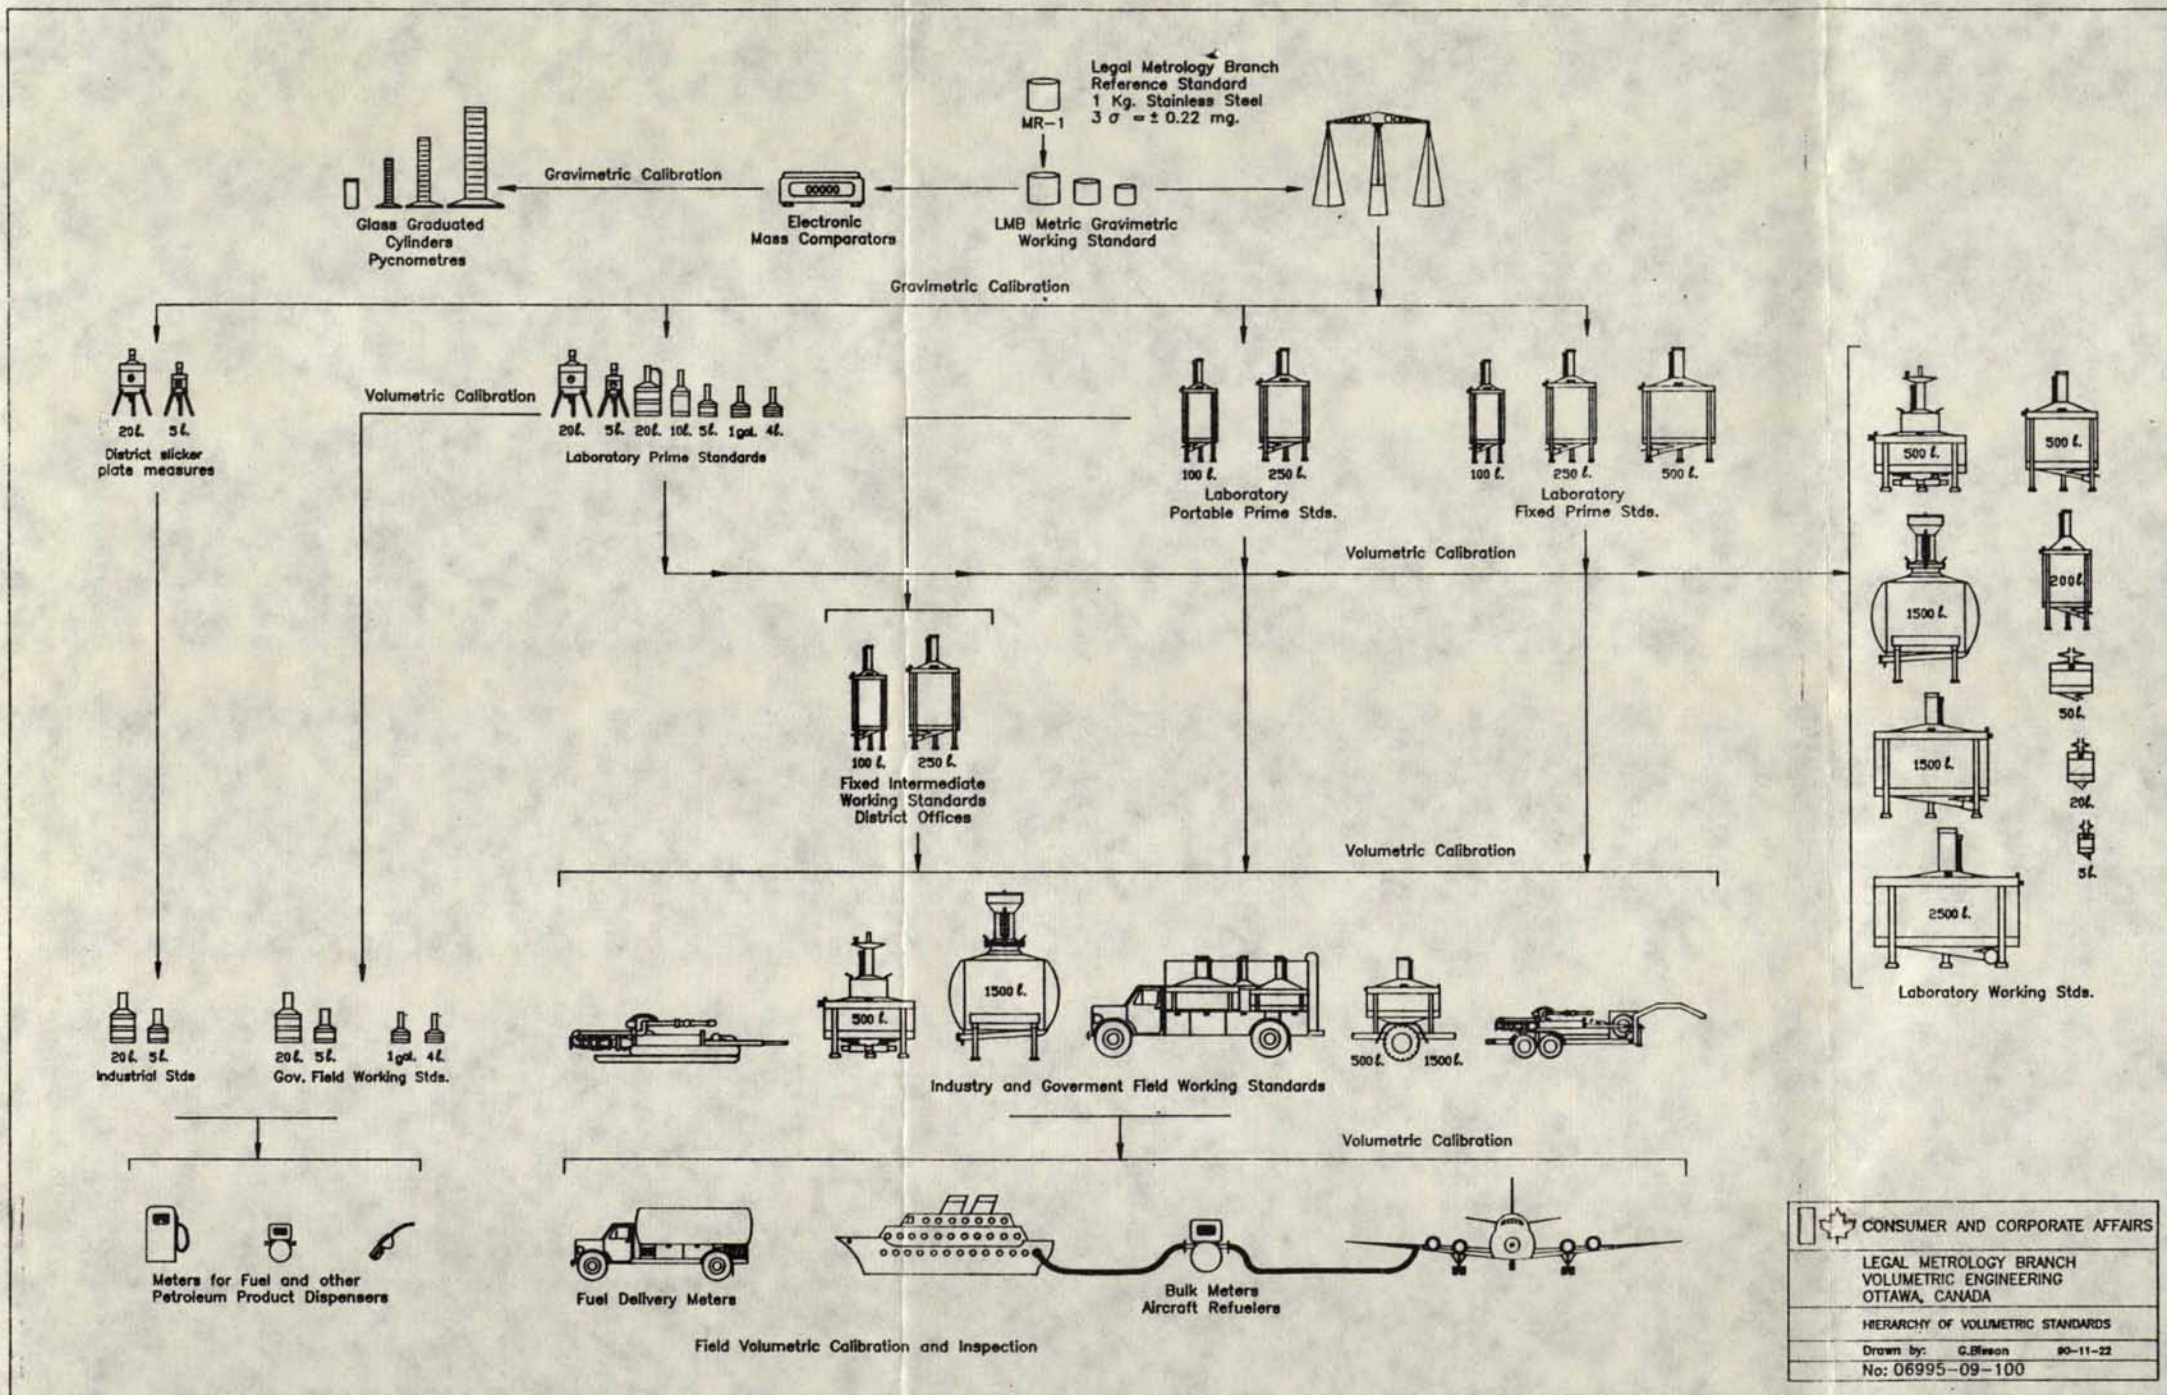 Legal Metrology Branch
Reference Standard
1 Kg. Stainless Steel
3 σ = ± 0.22 mg.
MR-1
Gravimetric Calibration
00000
Glass Graduated
Cylinders
Pycnometres
Electronic
Mass Comparators
LMB Metric Gravimetric
Working Standard
Gravimetric Calibration
20ℓ. 5ℓ.
District slicker
plate measures
Volumetric Calibration
20ℓ. 5ℓ. 20ℓ. 10ℓ. 5ℓ. 1gal. 4ℓ.
Laboratory Prime Standards
100 ℓ. 250 ℓ.
Laboratory
Portable Prime Stds.
100 ℓ. 250 ℓ. 500 ℓ.
Laboratory
Fixed Prime Stds.
Volumetric Calibration
500 ℓ.
500 ℓ.
1500 ℓ.
200ℓ.
50ℓ.
1500 ℓ.
20ℓ.
5ℓ.
2500 ℓ.
Laboratory Working Stds.
100 ℓ. 250 ℓ.
Fixed Intermediate
Working Standards
District Offices
Volumetric Calibration
20ℓ. 5ℓ.
Industrial Stds
20ℓ. 5ℓ. 1gal. 4ℓ.
Gov. Field Working Stds.
500 ℓ.
1500 ℓ.
500ℓ. 1500ℓ.
Industry and Goverment Field Working Standards
Volumetric Calibration
Meters for Fuel and other
Petroleum Product Dispensers
Fuel Delivery Meters
Bulk Meters
Aircraft Refuelers
Field Volumetric Calibration and Inspection
CONSUMER AND CORPORATE AFFAIRS
LEGAL METROLOGY BRANCH
VOLUMETRIC ENGINEERING
OTTAWA, CANADA
HIERARCHY OF VOLUMETRIC STANDARDS
Drawn by: G.Bisson 90-11-22
No: 06995-09-100